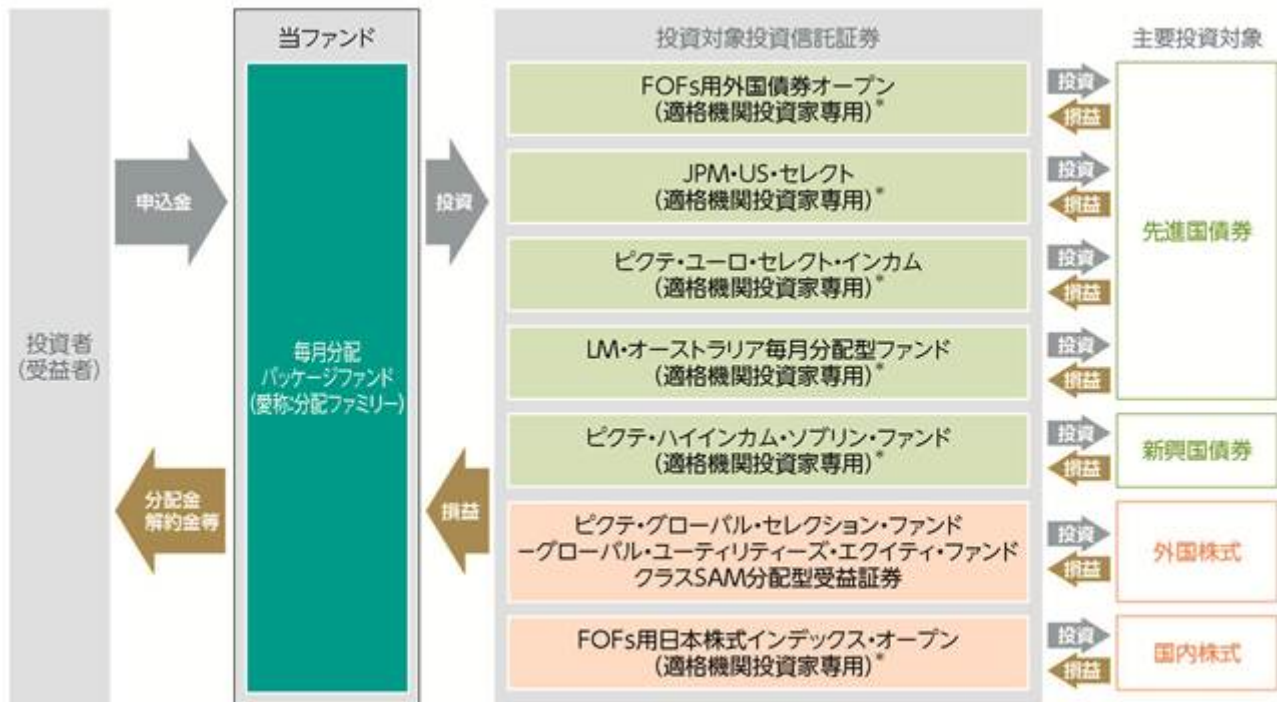 当ファンド
投資対象投資信託証券
主要投資対象
投資者
(受益者)
申込金
分配金
解約金等
毎月分配
パッケージファンド
(愛称:分配ファミリー)
投資
損益
FOFs用外国債券オープン
(適格機関投資家専用)*
投資
損益
JPM・US・セレクト
(適格機関投資家専用)*
投資
損益
ピクテ・ユーロ・セレクト・インカム
(適格機関投資家専用)*
投資
損益
LM・オーストラリア毎月分配型ファンド
(適格機関投資家専用)*
投資
損益
先進国債券
ピクテ・ハイインカム・ソブリン・ファンド
(適格機関投資家専用)*
投資
損益
新興国債券
ピクテ・グローバル・セレクション・ファンド
ーグローバル・ユーティリティーズ・エクイティ・ファンド
クラスSAM分配型受益証券
投資
損益
外国株式
FOFs用日本株式インデックス・オープン
(適格機関投資家専用)*
投資
損益
国内株式